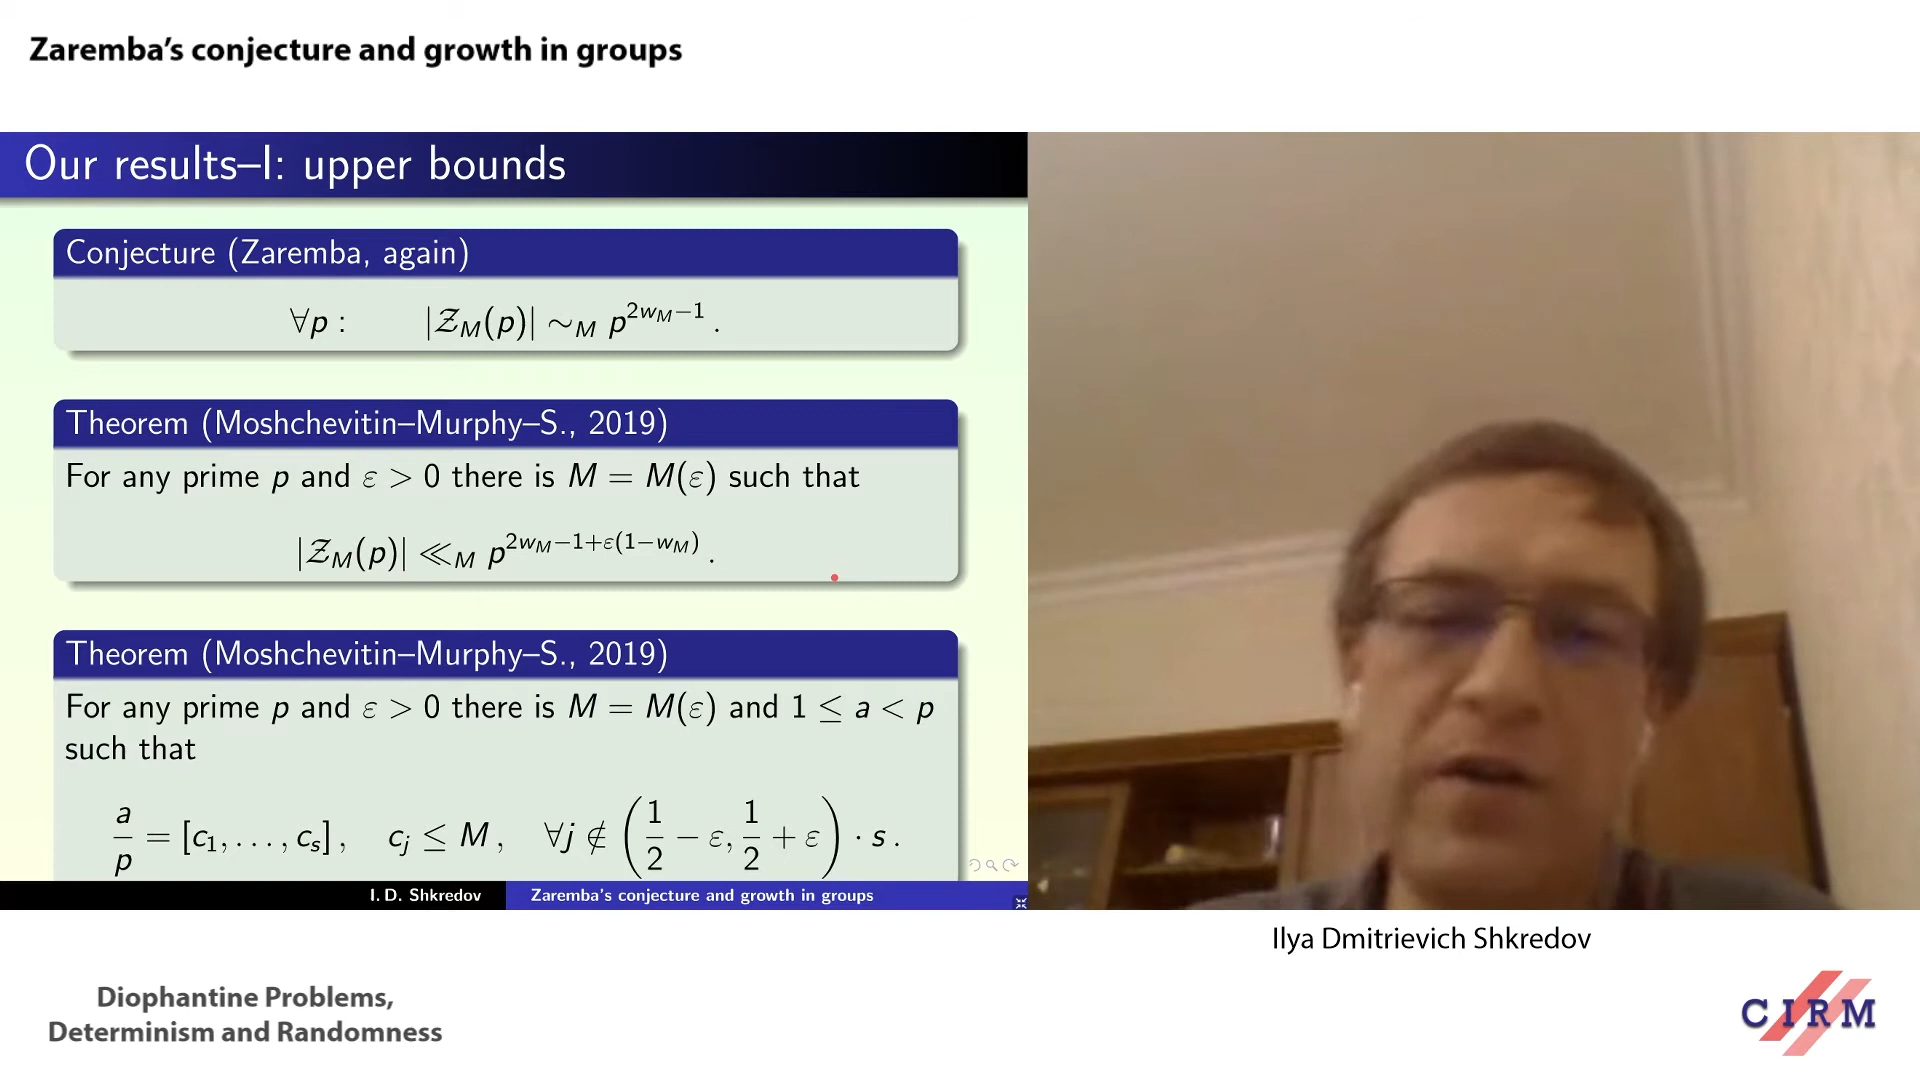 Zaremba's conjecture and growth in groups
Our results–I: upper bounds
Conjecture (Zaremba, again)
∀p : |𝒵_M(p)| ∼_M p^{2w_M−1} .
Theorem (Moshchevitin–Murphy–S., 2019)
For any prime p and ε > 0 there is M = M(ε) such that
|𝒵_M(p)| ≪_M p^{2w_M−1+ε(1−w_M)} .
Theorem (Moshchevitin–Murphy–S., 2019)
For any prime p and ε > 0 there is M = M(ε) and 1 ≤ a < p
such that
a/p = [c_1, . . . , c_s] , c_j ≤ M , ∀j ∉ (1/2 − ε, 1/2 + ε) · s .
I. D. Shkredov Zaremba's conjecture and growth in groups
Ilya Dmitrievich Shkredov
Diophantine Problems,
Determinism and Randomness
CIRM